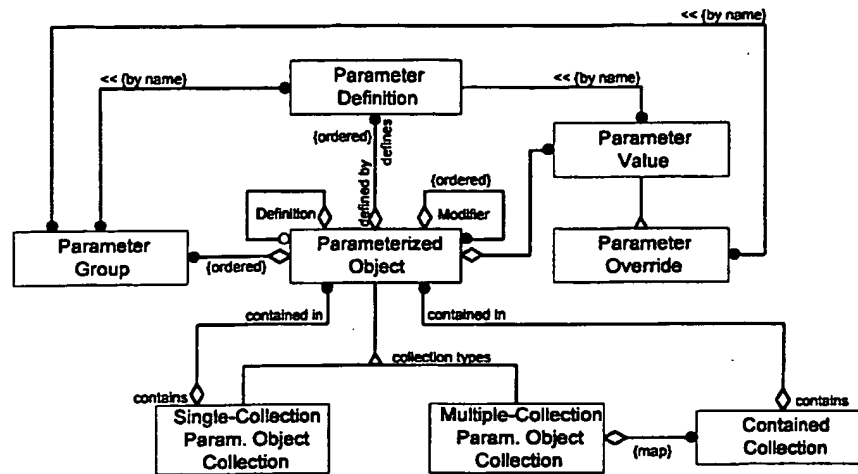 << {by name}
<< {by name}
Parameter
Definition
<< {by name}
{ordered}
defines
Parameter
Value
defined by
{ordered}
Definition
Modifier
Parameter
Group
{ordered}
Parameterized
Object
Parameter
Override
contained in
contained in
collection types
contains
contains
Single-Collection
Param. Object
Collection
Multiple-Collection
Param. Object
Collection
{map}
Contained
Collection